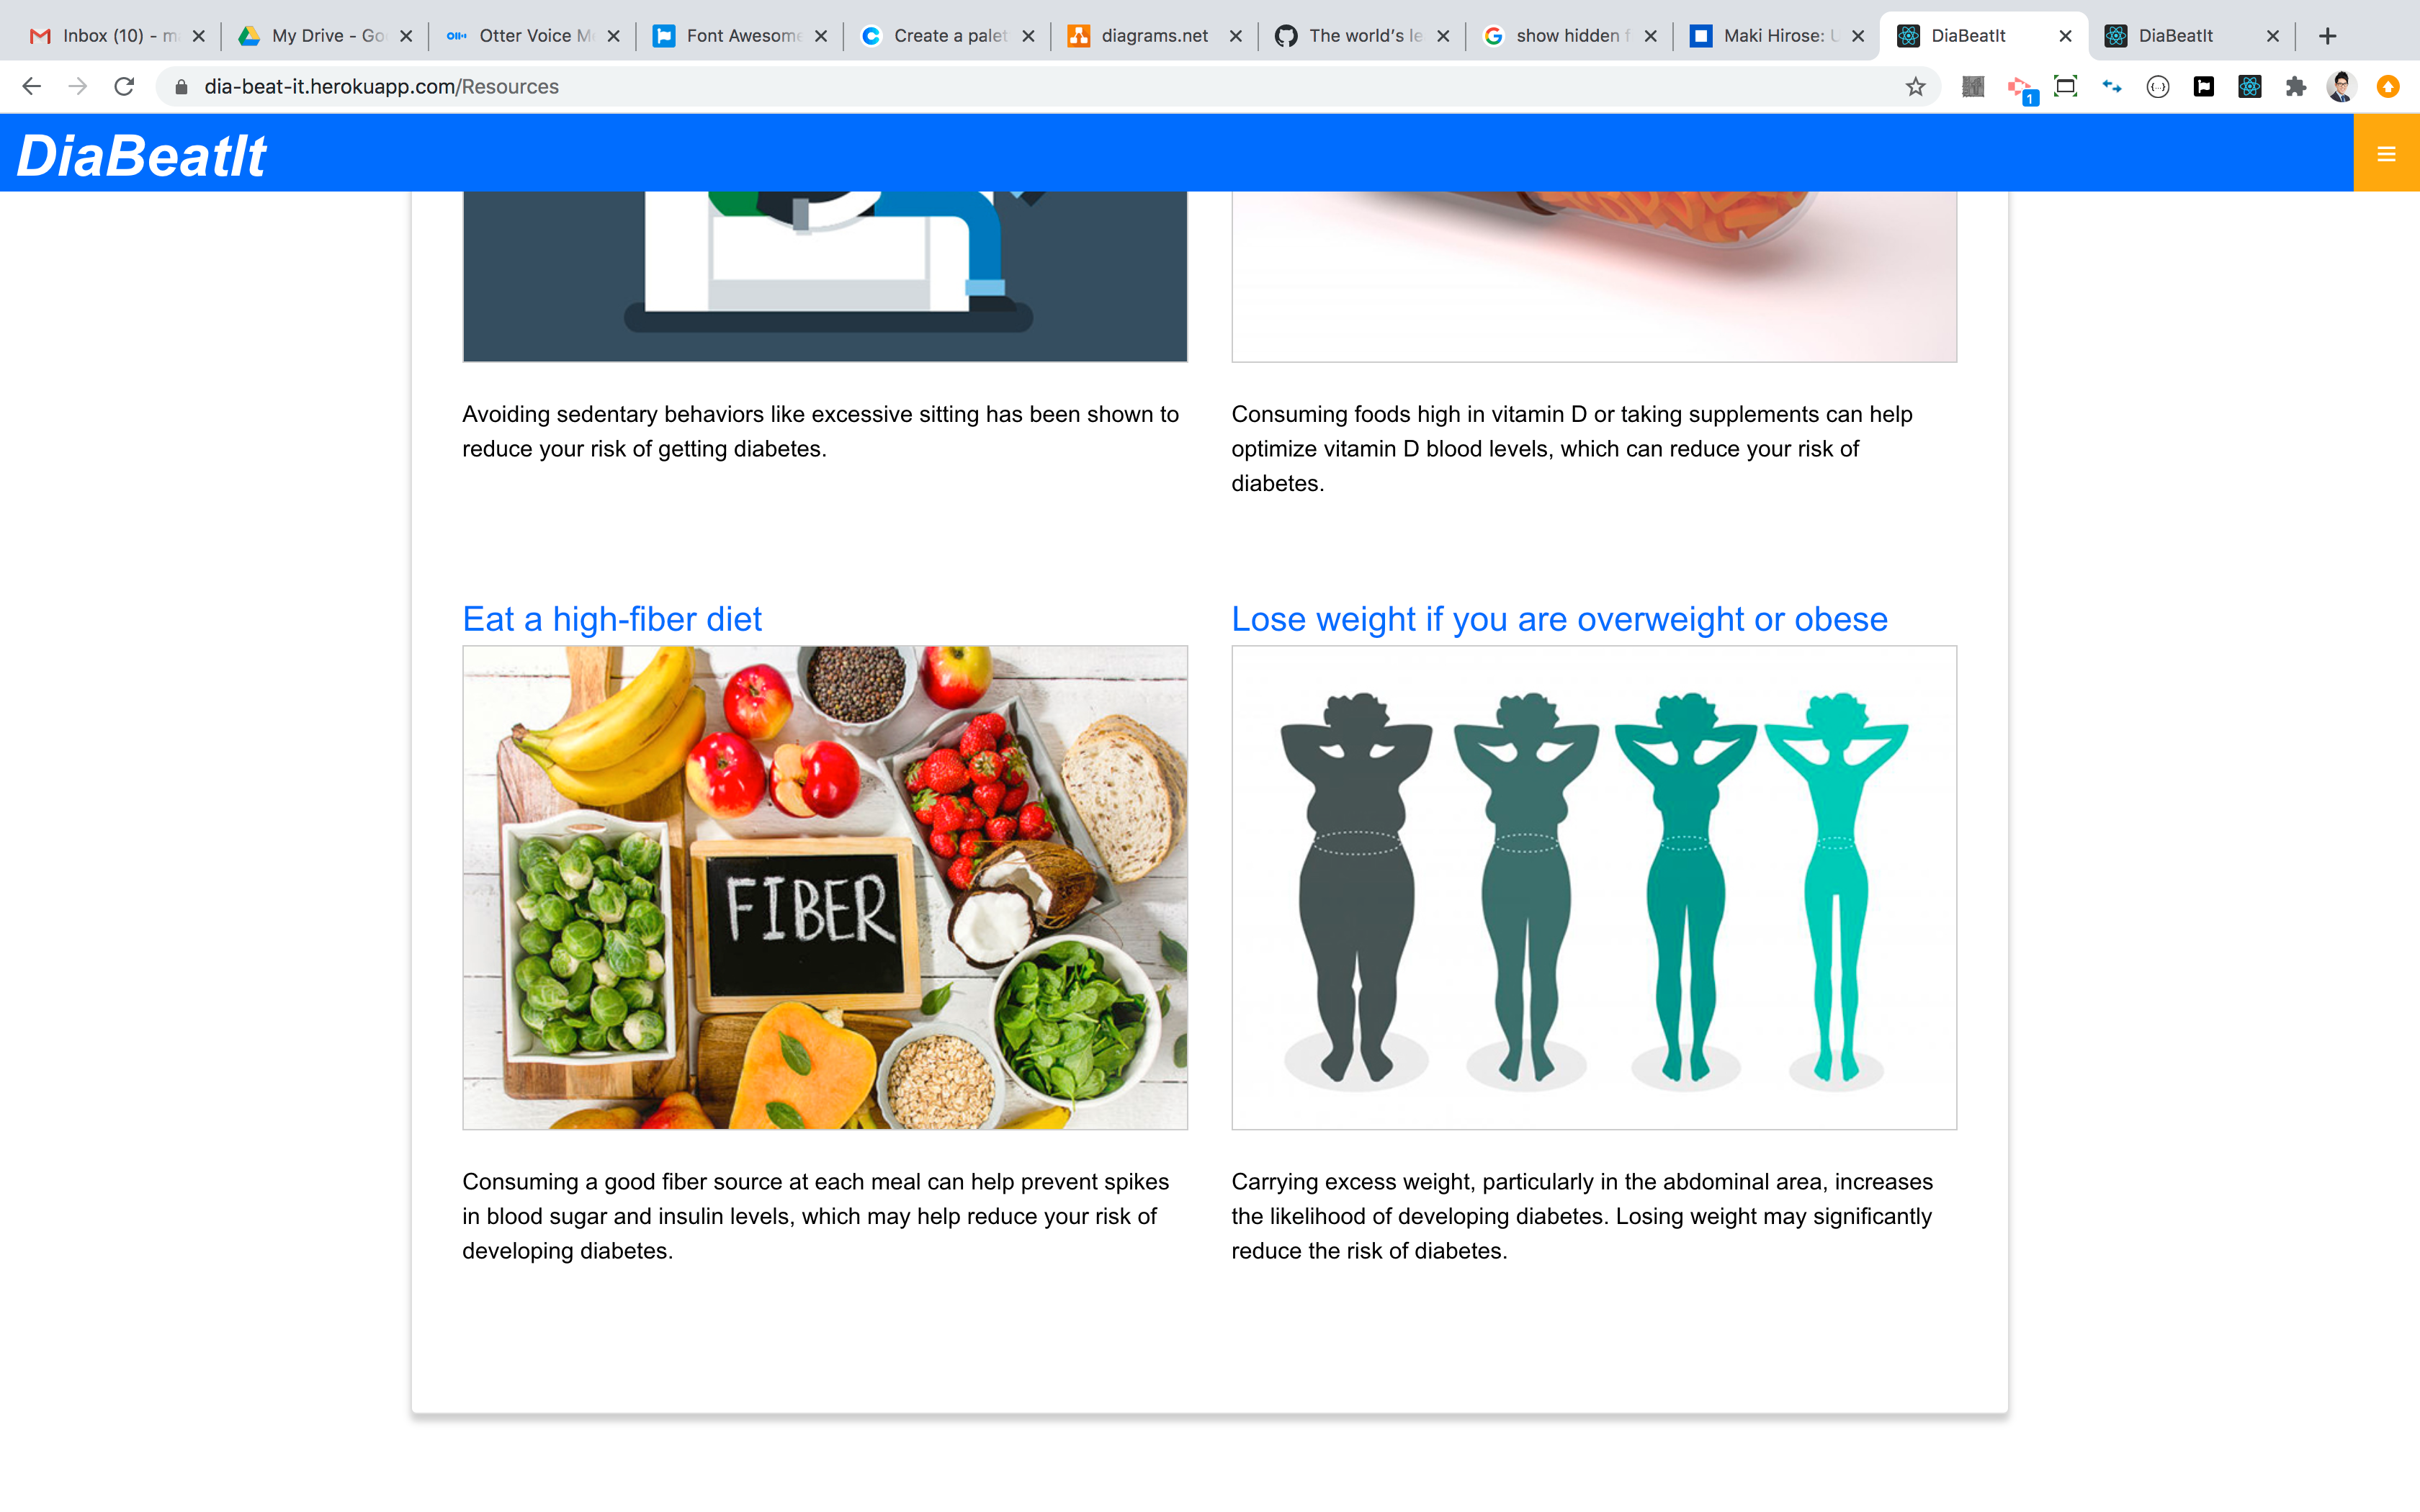 Inbox (10) - m
My Drive - Go
Otter Voice M
Font Awesome
Create a palet
diagrams.net
The world's le
show hidden f
Maki Hirose: U
DiaBeatIt
DiaBeatIt
dia-beat-it.herokuapp.com/Resources
1
DiaBeatIt
Avoiding sedentary behaviors like excessive sitting has been shown to
reduce your risk of getting diabetes.
Consuming foods high in vitamin D or taking supplements can help
optimize vitamin D blood levels, which can reduce your risk of
diabetes.
Eat a high-fiber diet
FIBER
Consuming a good fiber source at each meal can help prevent spikes
in blood sugar and insulin levels, which may help reduce your risk of
developing diabetes.
Lose weight if you are overweight or obese
Carrying excess weight, particularly in the abdominal area, increases
the likelihood of developing diabetes. Losing weight may significantly
reduce the risk of diabetes.